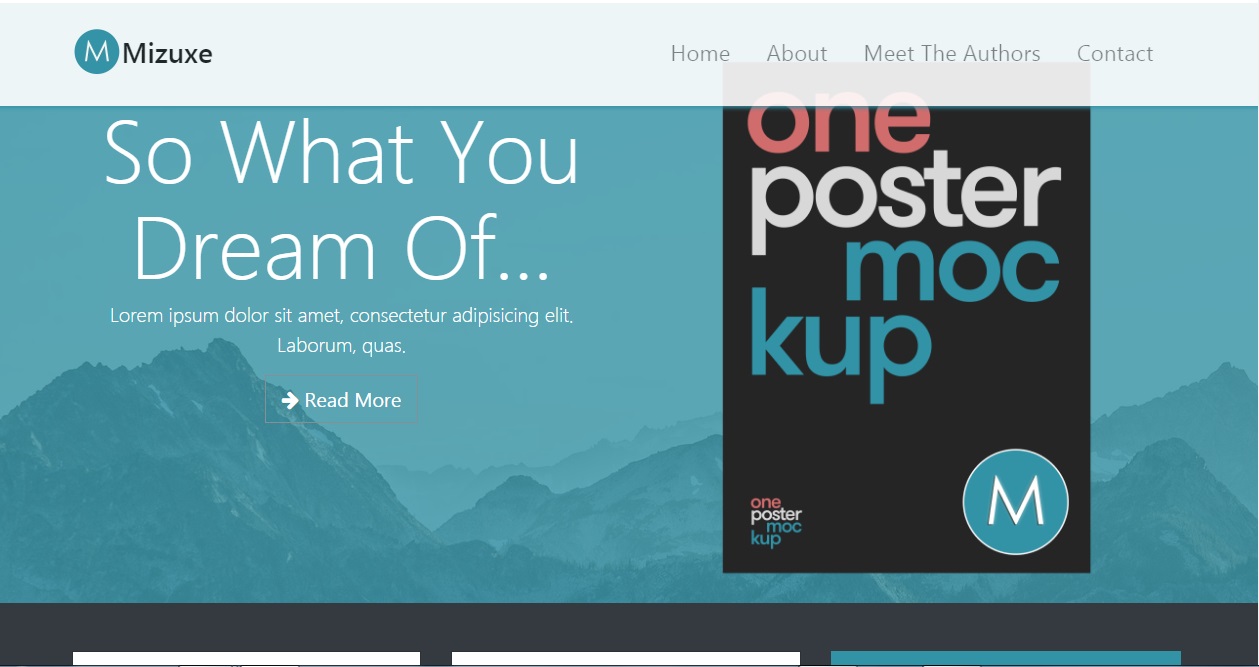 M Mizuxe
Home About Meet The Authors Contact
So What You
Dream Of...
Lorem ipsum dolor sit amet, consectetur adipisicing elit.
Laborum, quas.
Read More
one
poster
moc
kup
one
poster
moc
kup
M